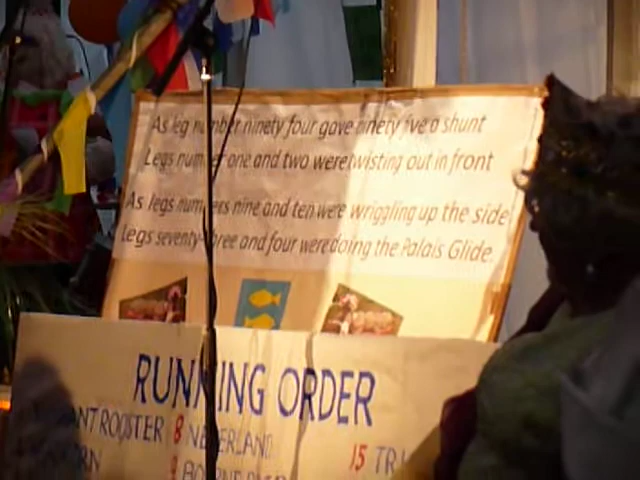 As leg number ninety four gave ninety five a shunt
Legs number one and two were twisting out in front
As legs numbers nine and ten were wriggling up the side
Legs seventy three and four were doing the Palais Glide.
RUNNING ORDER
ROOSTER 8 NEVERLAND 15
9